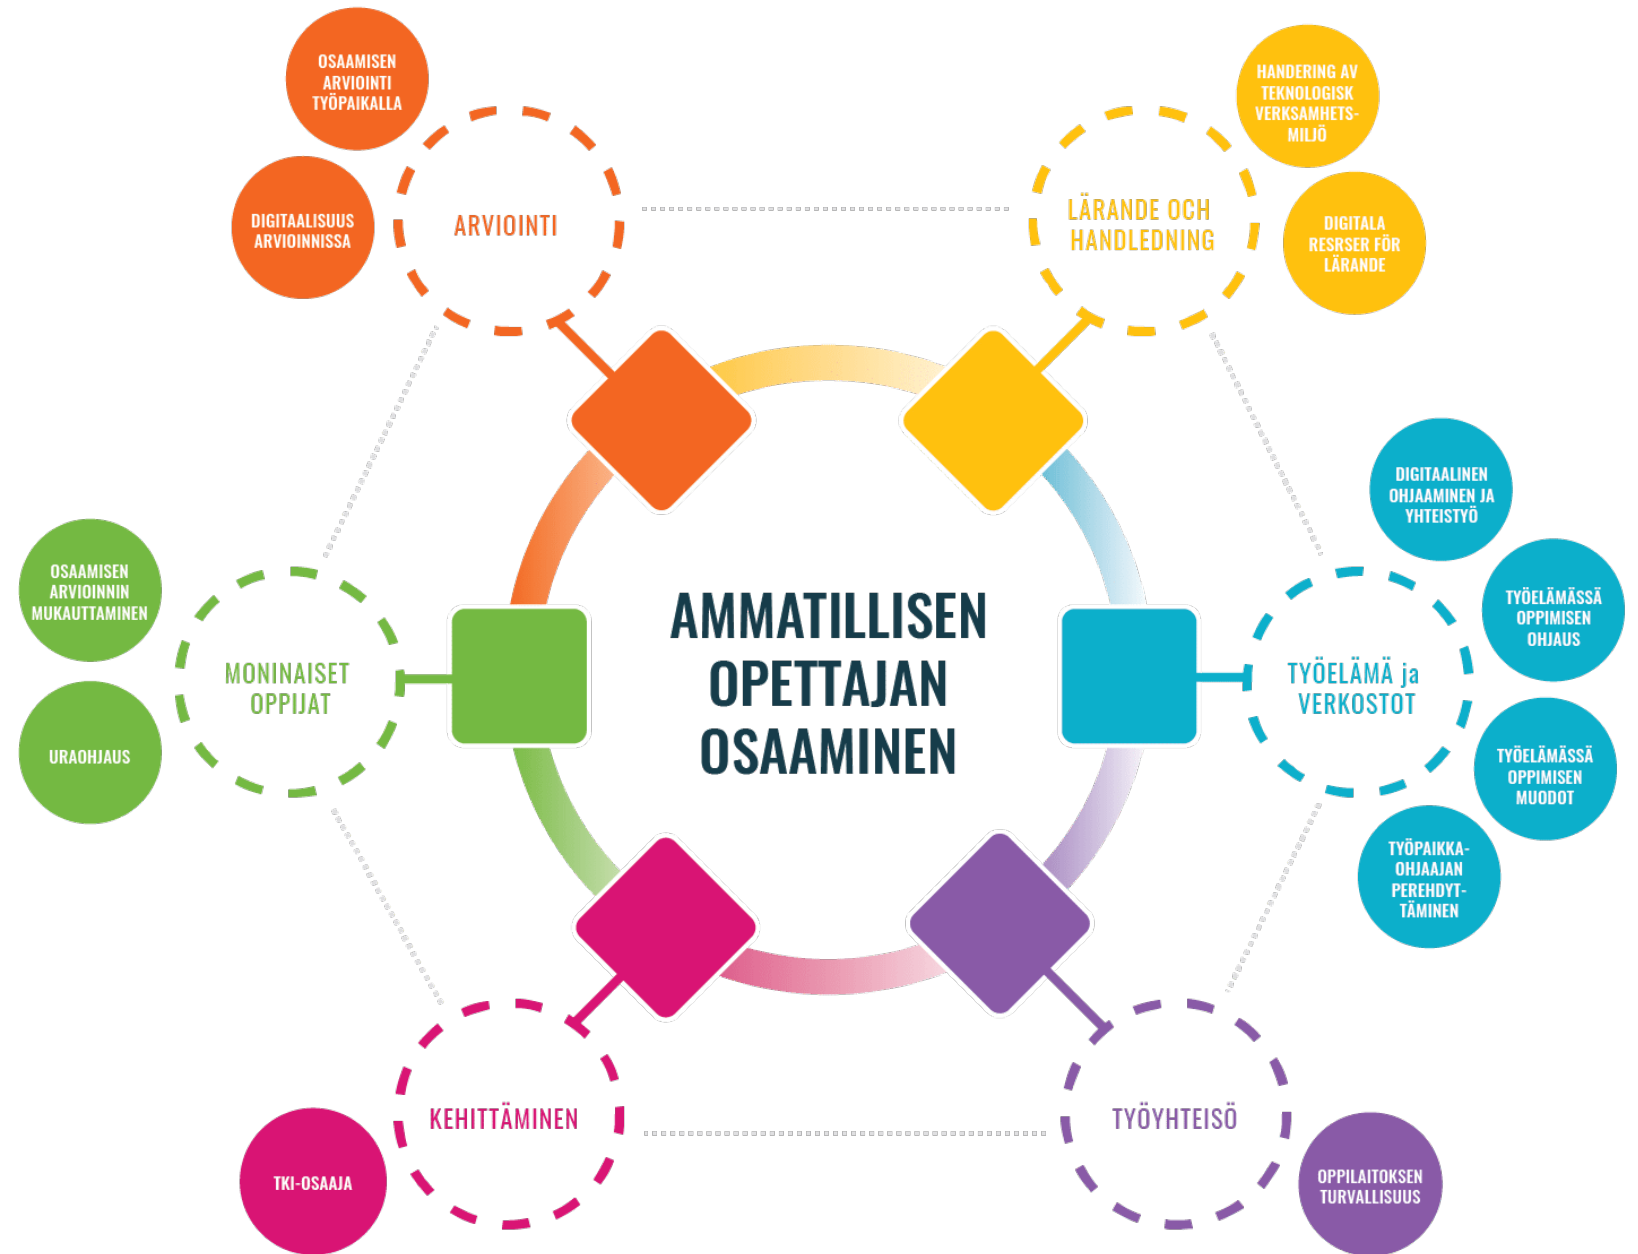 OSAAMISEN
ARVIOINTI
TYÖPAIKALLA
DIGITAALISUUS
ARVIOINNISSA
ARVIOINTI
LÄRANDE OCH
HANDLEDNING
HANDERING AV
TEKNOLOGISK
VERKSAMHETS-
MILJÖ
DIGITALA
RESRSER FÖR
LÄRANDE
DIGITAALINEN
OHJAAMINEN JA
YHTEISTYÖ
TYÖELÄMÄSSÄ
OPPIMISEN
OHJAUS
TYÖELÄMÄ ja
VERKOSTOT
TYÖELÄMÄSSÄ
OPPIMISEN
MUODOT
TYÖPAIKKA-
OHJAAJAN
PEREHDYT-
TÄMINEN
OSAAMISEN
ARVIOINNIN
MUKAUTTAMINEN
URAOHJAUS
MONINAISET
OPPIJAT
AMMATILLISEN
OPETTAJAN
OSAAMINEN
KEHITTÄMINEN
TKI-OSAAJA
TYÖYHTEISÖ
OPPILAITOKSEN
TURVALLISUUS